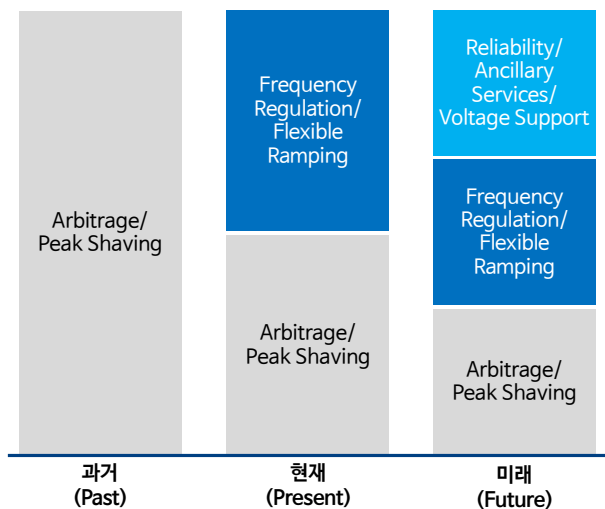 Arbitrage/
Peak Shaving
과거
(Past)
Frequency
Regulation/
Flexible
Ramping
Arbitrage/
Peak Shaving
현재
(Present)
Reliability/
Ancillary
Services/
Voltage Support
Frequency
Regulation/
Flexible
Ramping
Arbitrage/
Peak Shaving
미래
(Future)